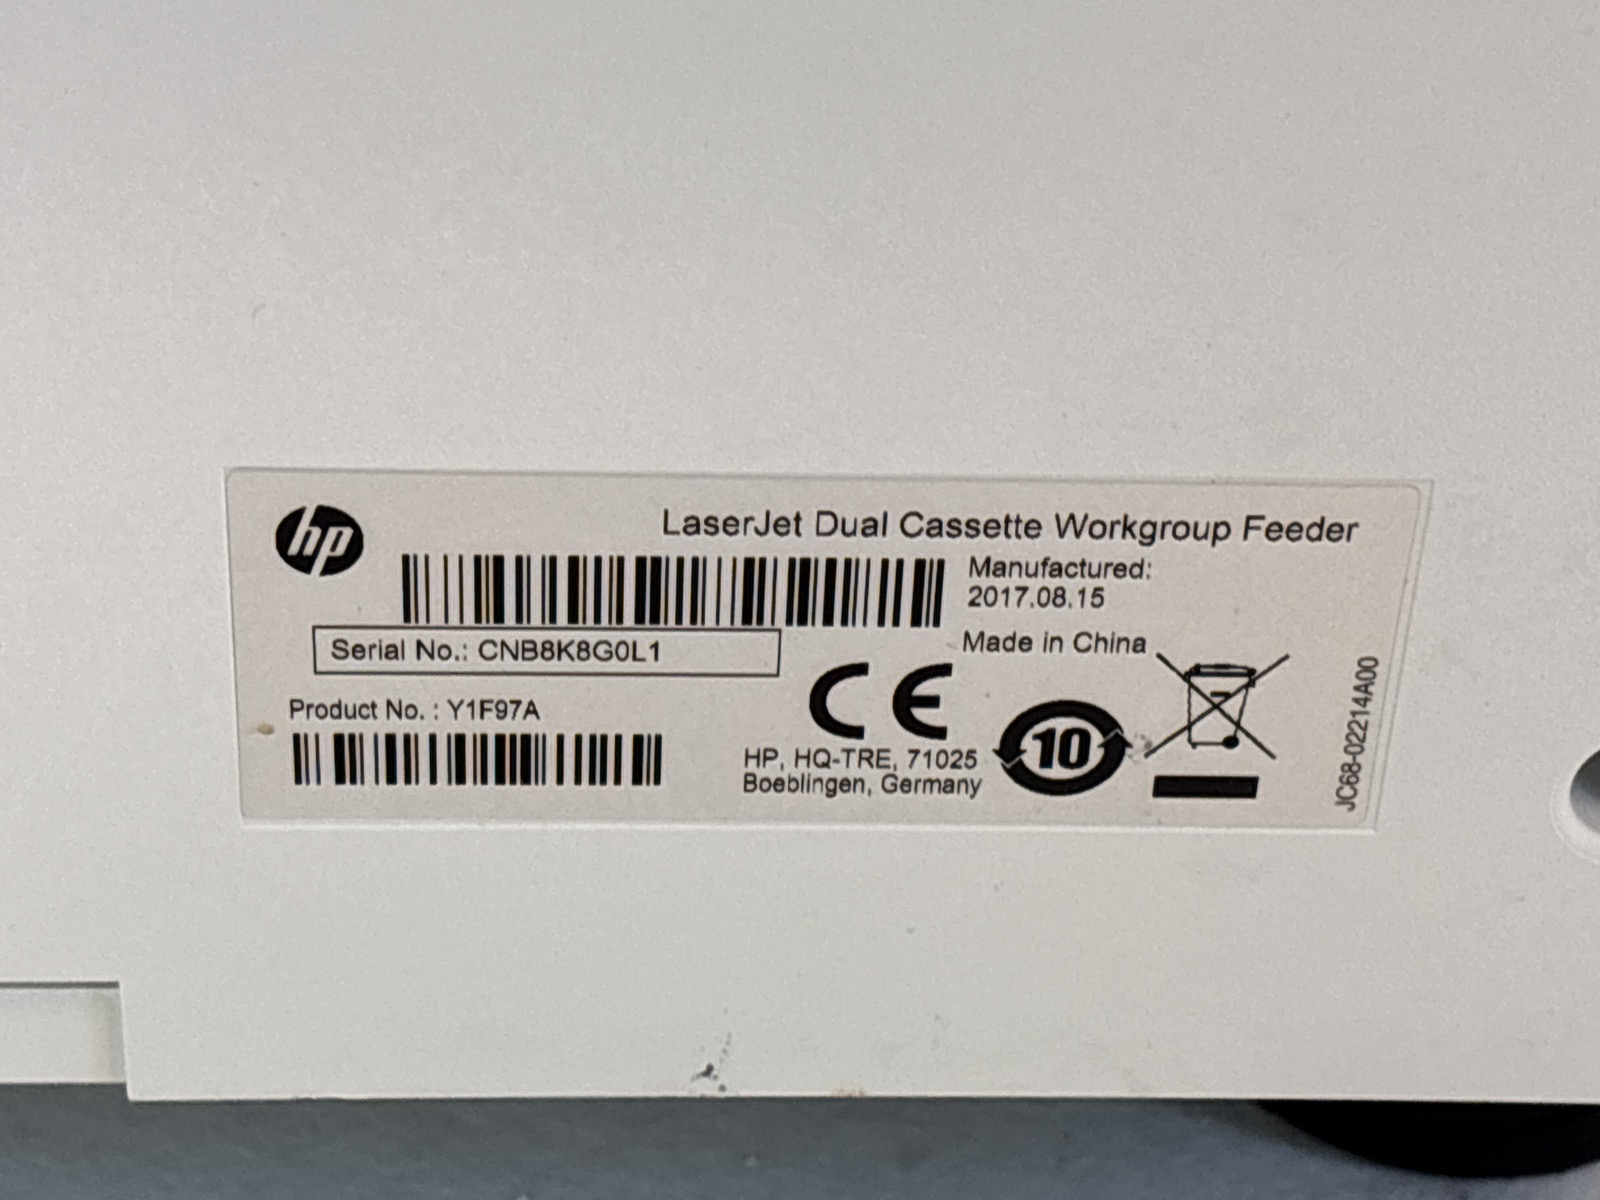 hp
LaserJet Dual Cassette Workgroup Feeder
Manufactured:
2017.08.15
Serial No.: CNB8K8G0L1
Made in China
Product No. : Y1F97A
CE
HP, HQ-TRE, 71025
Boeblingen, Germany
10
JC68-02214A00